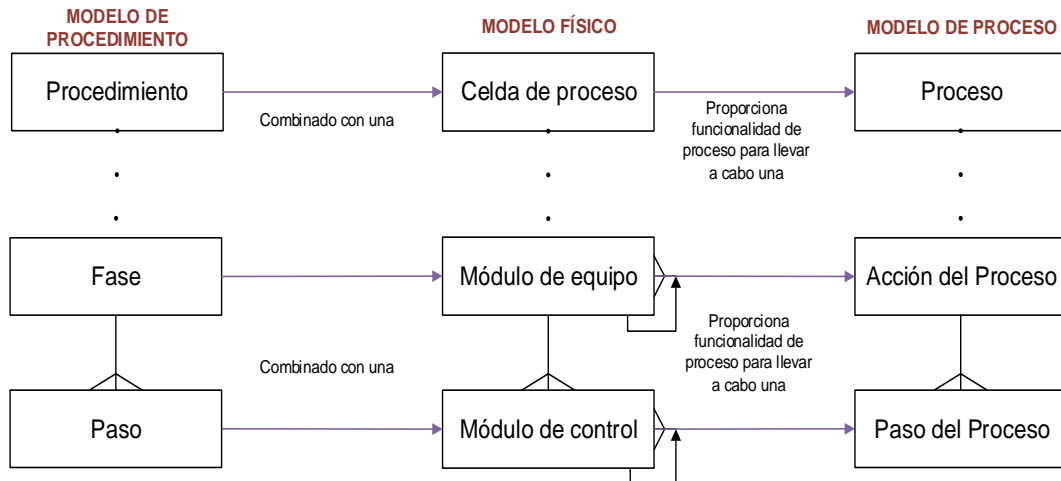 MODELO DE
PROCEDIMIENTO
MODELO FÍSICO
MODELO DE PROCESO
Procedimiento
Celda de proceso
Proceso
Combinado con una
Proporciona
funcionalidad de
proceso para llevar
a cabo una
Fase
Módulo de equipo
Acción del Proceso
Combinado con una
Proporciona
funcionalidad de
proceso para llevar
a cabo una
Paso
Módulo de control
Paso del Proceso